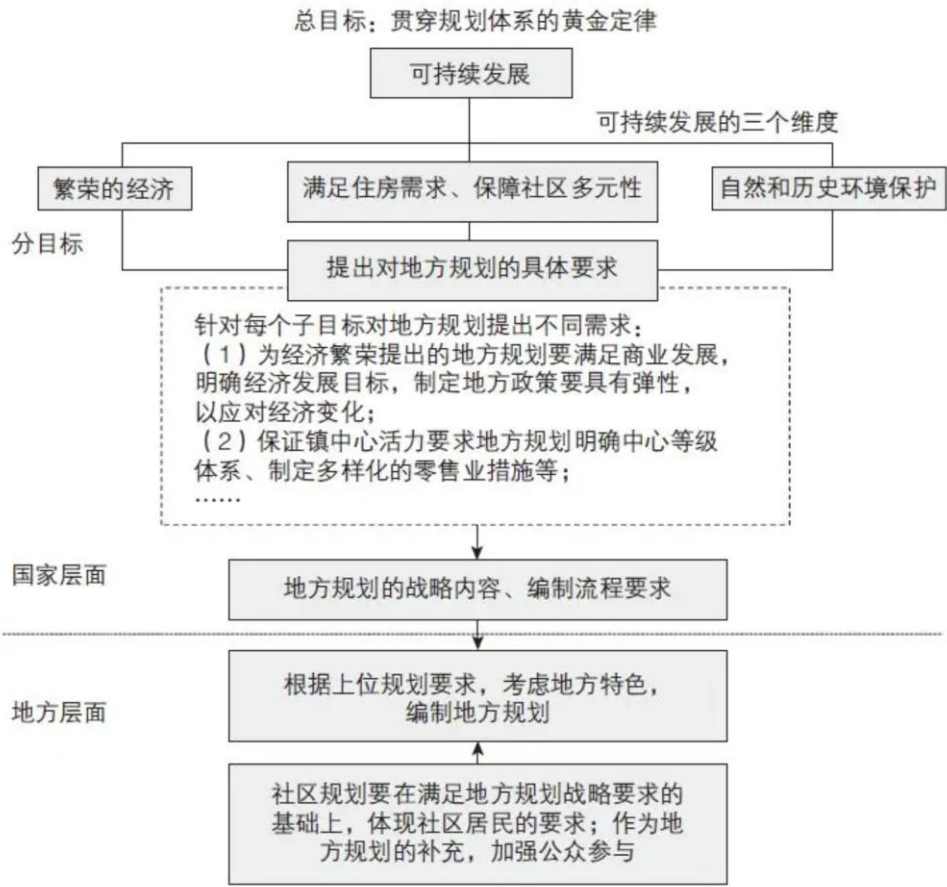 总目标：贯穿规划体系的黄金定律
可持续发展
可持续发展的三个维度
繁荣的经济
满足住房需求、保障社区多元性
自然和历史环境保护
分目标
提出对地方规划的具体要求
针对每个子目标对地方规划提出不同需求：
（1）为经济繁荣提出的地方规划要满足商业发展，
明确经济发展目标，制定地方政策要具有弹性，
以应对经济变化；
（2）保证镇中心活力要求地方规划明确中心等级
体系、制定多样化的零售业措施等；
……
国家层面
地方规划的战略内容、编制流程要求
地方层面
根据上位规划要求，考虑地方特色，
编制地方规划
社区规划要在满足地方规划战略要求的
基础上，体现社区居民的要求；作为地
方规划的补充，加强公众参与